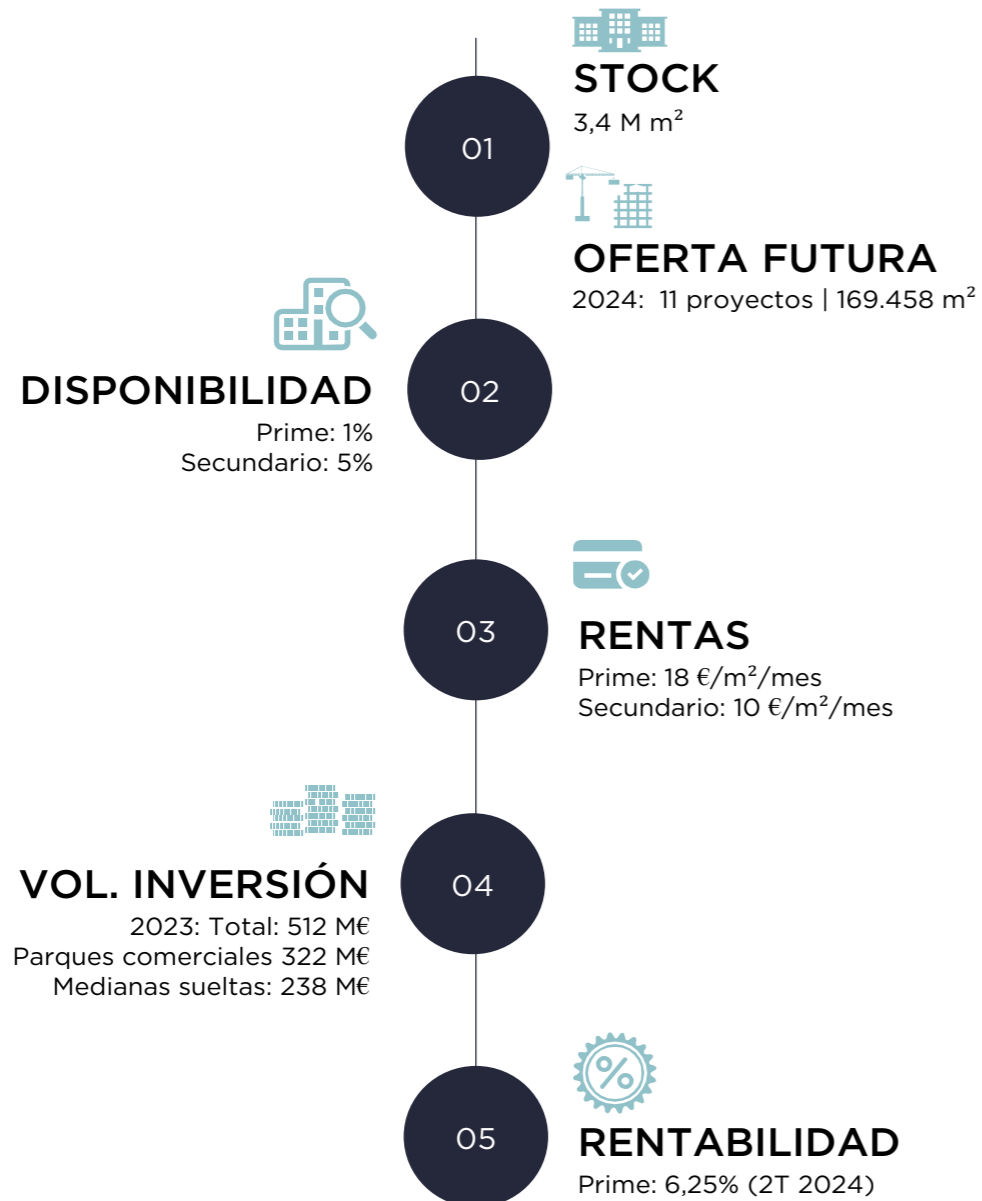 STOCK
3,4 M m²
01
OFERTA FUTURA
2024: 11 proyectos | 169.458 m²
DISPONIBILIDAD
Prime: 1%
Secundario: 5%
02
03
RENTAS
Prime: 18 €/m²/mes
Secundario: 10 €/m²/mes
VOL. INVERSIÓN
2023: Total: 512 M€
Parques comerciales 322 M€
Medianas sueltas: 238 M€
04
%
05
RENTABILIDAD
Prime: 6,25% (2T 2024)